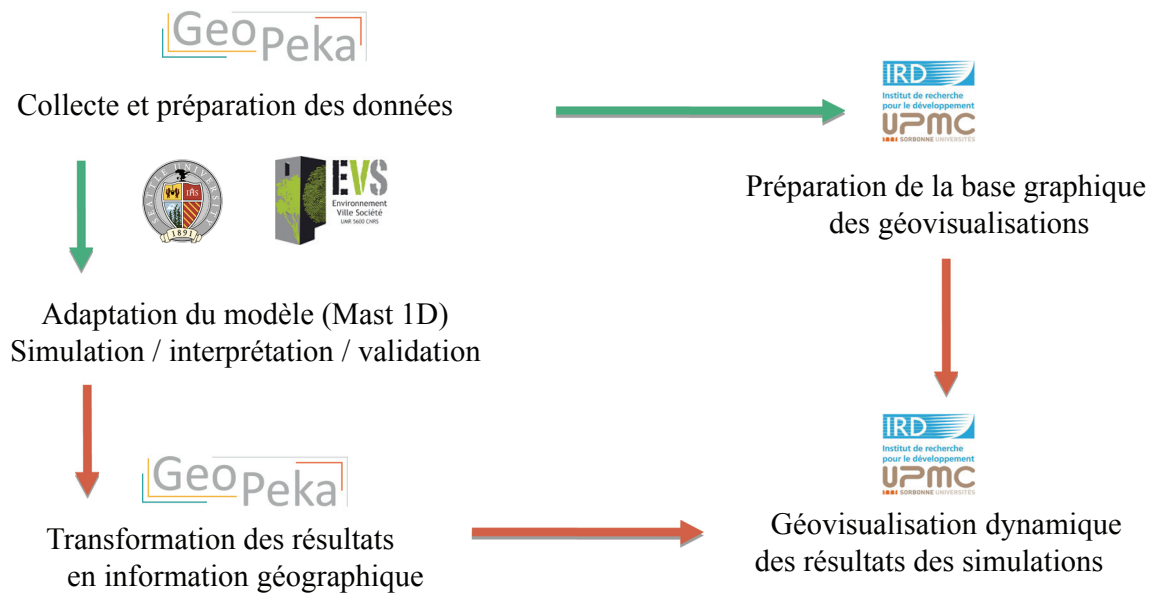 GeoPeka
Collecte et préparation des données
IRD
Institut de recherche
pour le développement
UPMC
SORBONNE UNIVERSITÉS
SEATTLE UNIVERSITY
1891
EVS
Environnement
Ville Société
UMR 5600 CNRS
Préparation de la base graphique
des géovisualisations
Adaptation du modèle (Mast 1D)
Simulation / interprétation / validation
GeoPeka
Transformation des résultats
en information géographique
IRD
Institut de recherche
pour le développement
UPMC
SORBONNE UNIVERSITÉS
Géovisualisation dynamique
des résultats des simulations